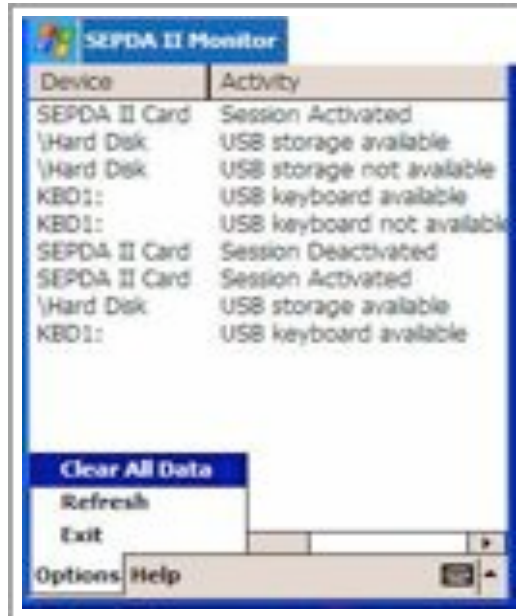 SEPDA II Monitor
Device Activity
SEPDA II Card Session Activated
\Hard Disk USB storage available
\Hard Disk USB storage not available
KBD1: USB keyboard available
KBD1: USB keyboard not available
SEPDA II Card Session Deactivated
SEPDA II Card Session Activated
\Hard Disk USB storage available
KBD1: USB keyboard available
Clear All Data
Refresh
Exit
Options Help